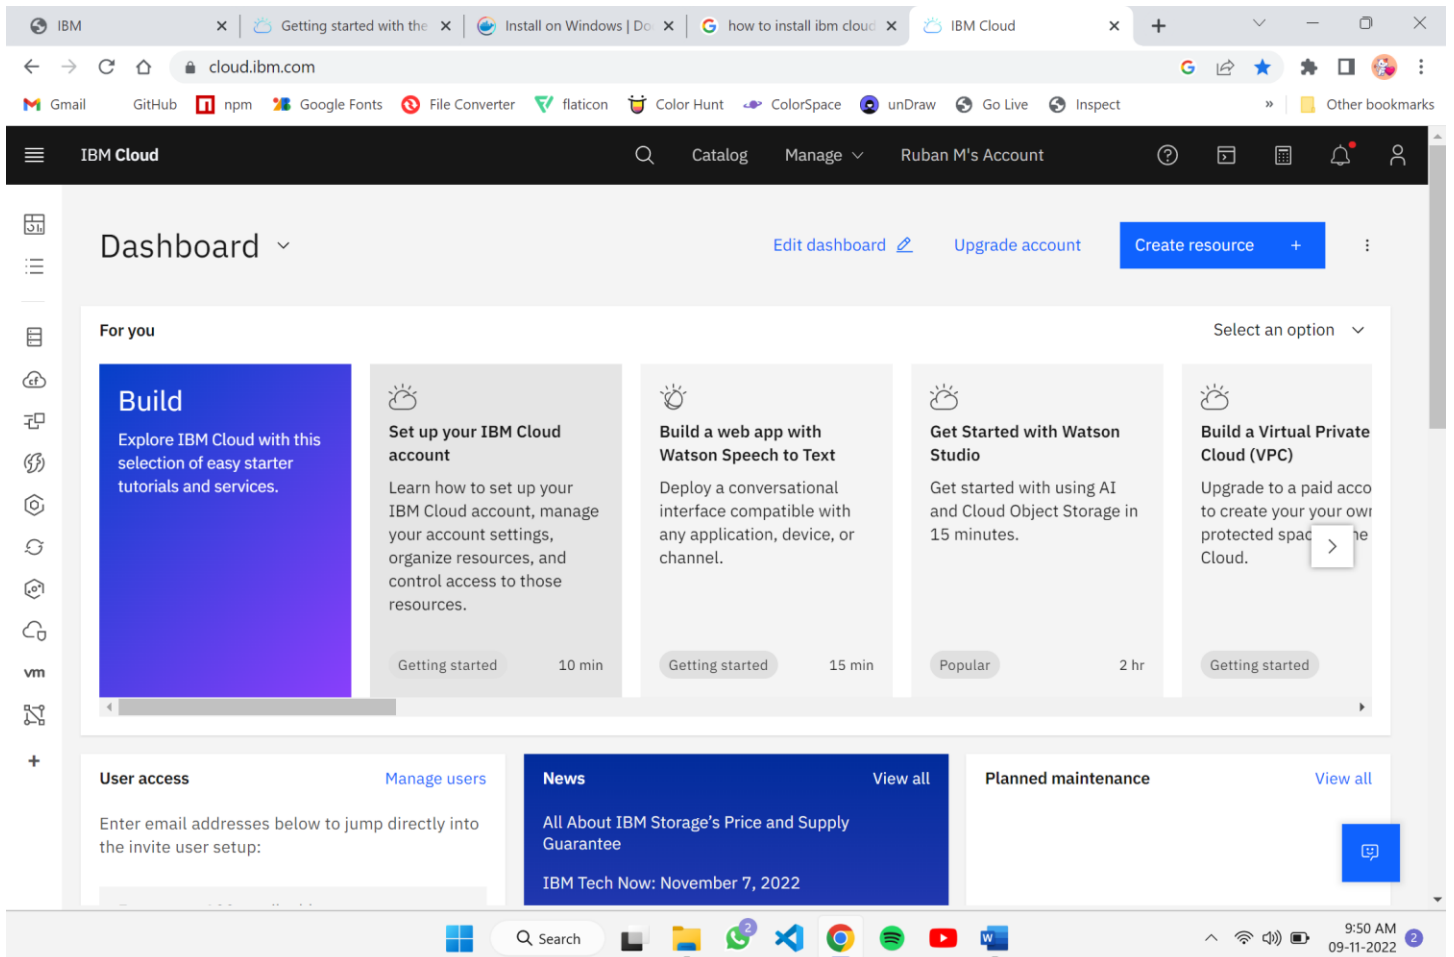 IBM
Getting started with the
Install on Windows | Do
how to install ibm cloud
IBM Cloud
cloud.ibm.com
Gmail
GitHub
npm
Google Fonts
File Converter
flaticon
Color Hunt
ColorSpace
unDraw
Go Live
Inspect
»
Other bookmarks
IBM Cloud
Catalog
Manage
Ruban M's Account
Dashboard
Edit dashboard
Upgrade account
Create resource +
For you
Select an option
Build
Explore IBM Cloud with this
selection of easy starter
tutorials and services.
Set up your IBM Cloud
account
Learn how to set up your
IBM Cloud account, manage
your account settings,
organize resources, and
control access to those
resources.
Getting started
10 min
Build a web app with
Watson Speech to Text
Deploy a conversational
interface compatible with
any application, device, or
channel.
Getting started
15 min
Get Started with Watson
Studio
Get started with using AI
and Cloud Object Storage in
15 minutes.
Popular
2 hr
Build a Virtual Private
Cloud (VPC)
Upgrade to a paid acco
to create your your own
protected spac he
Cloud.
Getting started
cf
vm
User access
Manage users
Enter email addresses below to jump directly into
the invite user setup:
News
View all
All About IBM Storage's Price and Supply
Guarantee
IBM Tech Now: November 7, 2022
Planned maintenance
View all
Search
2
9:50 AM
09-11-2022
2